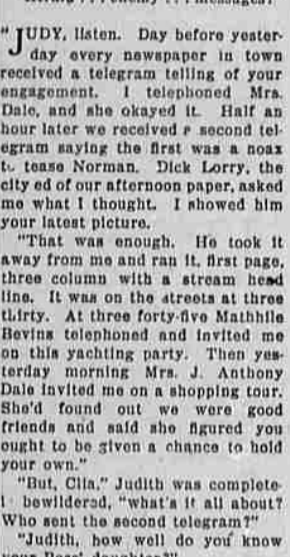 "JUDY, listen. Day before yester-
day every newspaper in town
received a telegram telling of your
engagement. I telephoned Mrs.
Dale, and she okayed it. Half an
hour later we received a second tel-
egram saying the first was a hoax
to tease Norman. Dick Lorry, the
city ed of our afternoon paper, asked
me what I thought. I showed him
your latest picture.
"That was enough. He took it
away from me and ran it, first page,
three column with a stream head
line. It was on the streets at three
thirty. At three forty-five Mathhile
Bevins telephoned and invited me
on this yachting party. Then yes-
terday morning Mrs. J. Anthony
Dale invited me on a shopping tour.
She'd found out we were good
friends and said she figured you
ought to be given a chance to hold
your own."
"But, Clia," Judith was complete-
l bewildered, "what's it all about?
Who sent the second telegram?"
"Judith, how well do you know